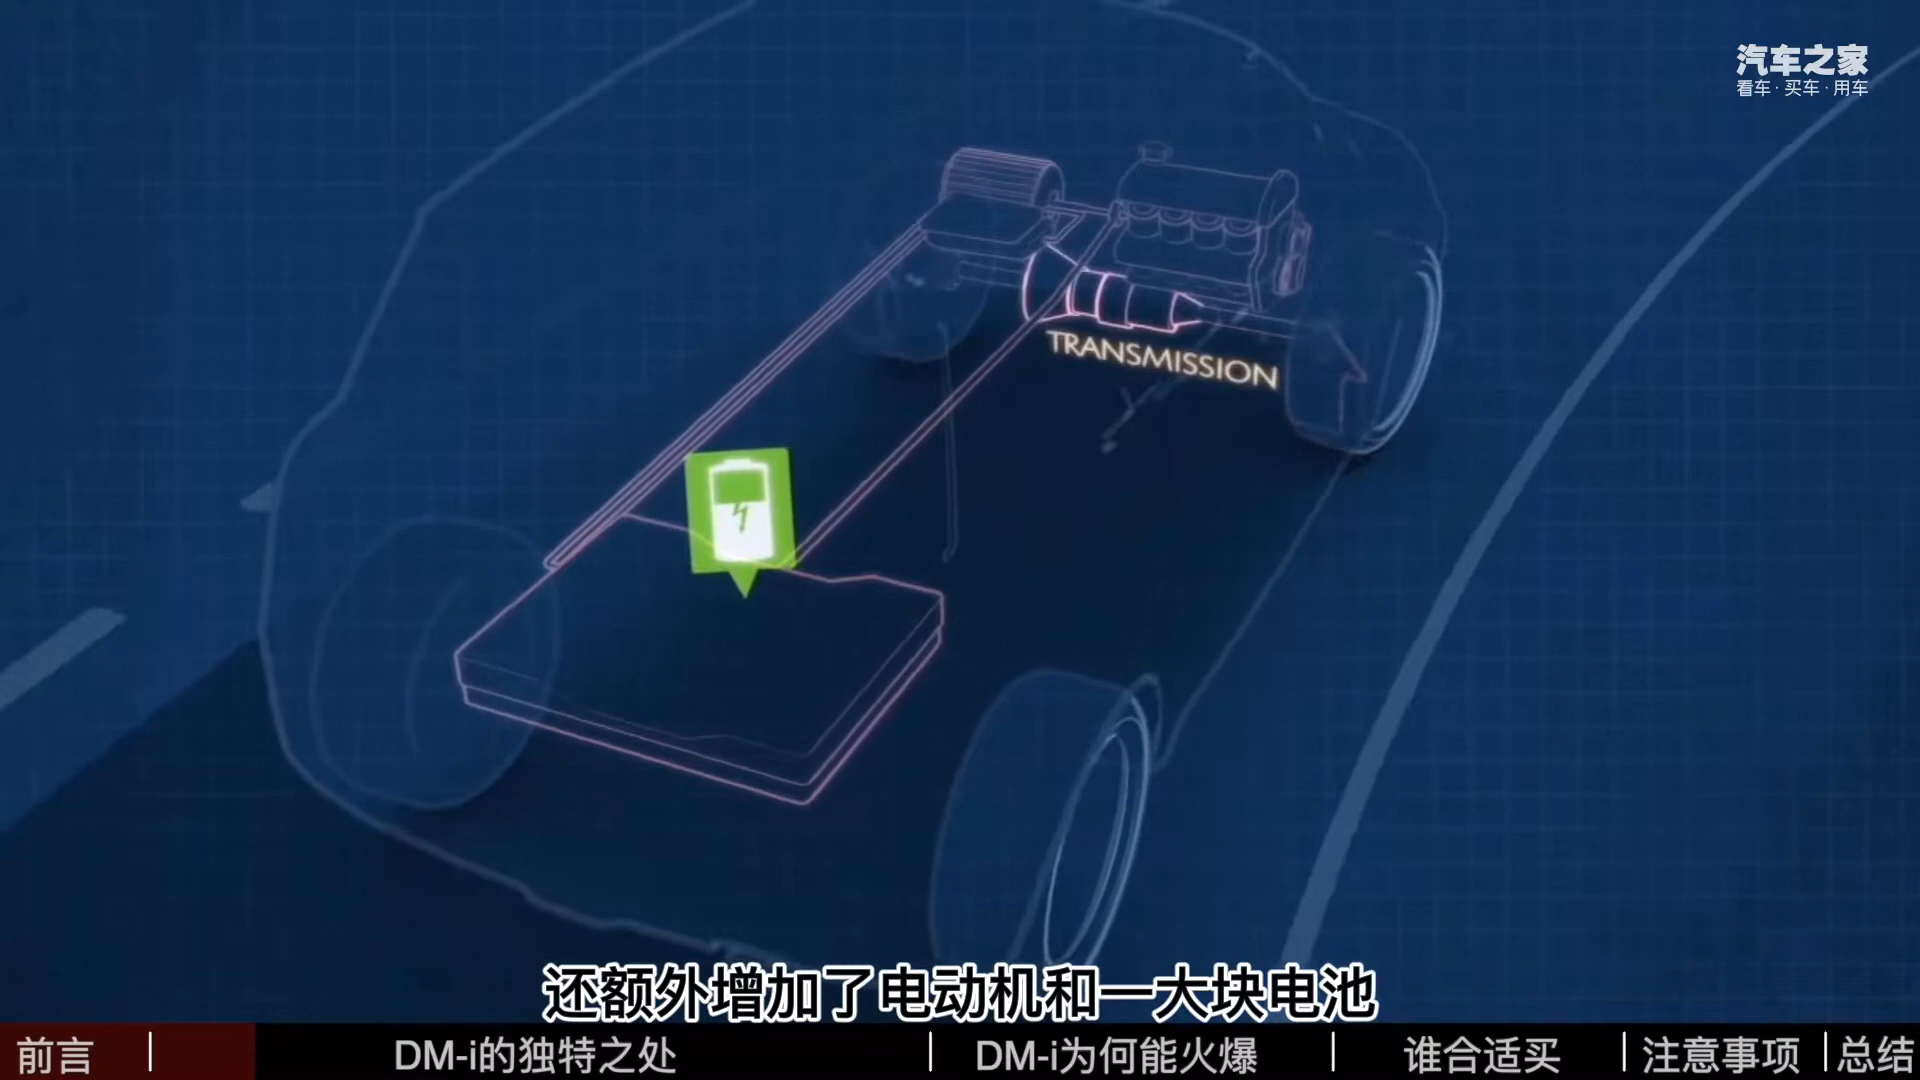 汽车之家
看车·买车·用车
TRANSMISSION
还额外增加了电动机和一大块电池
前言
DM-i的独特之处
DM-i为何能火爆
谁合适买
注意事项
总结